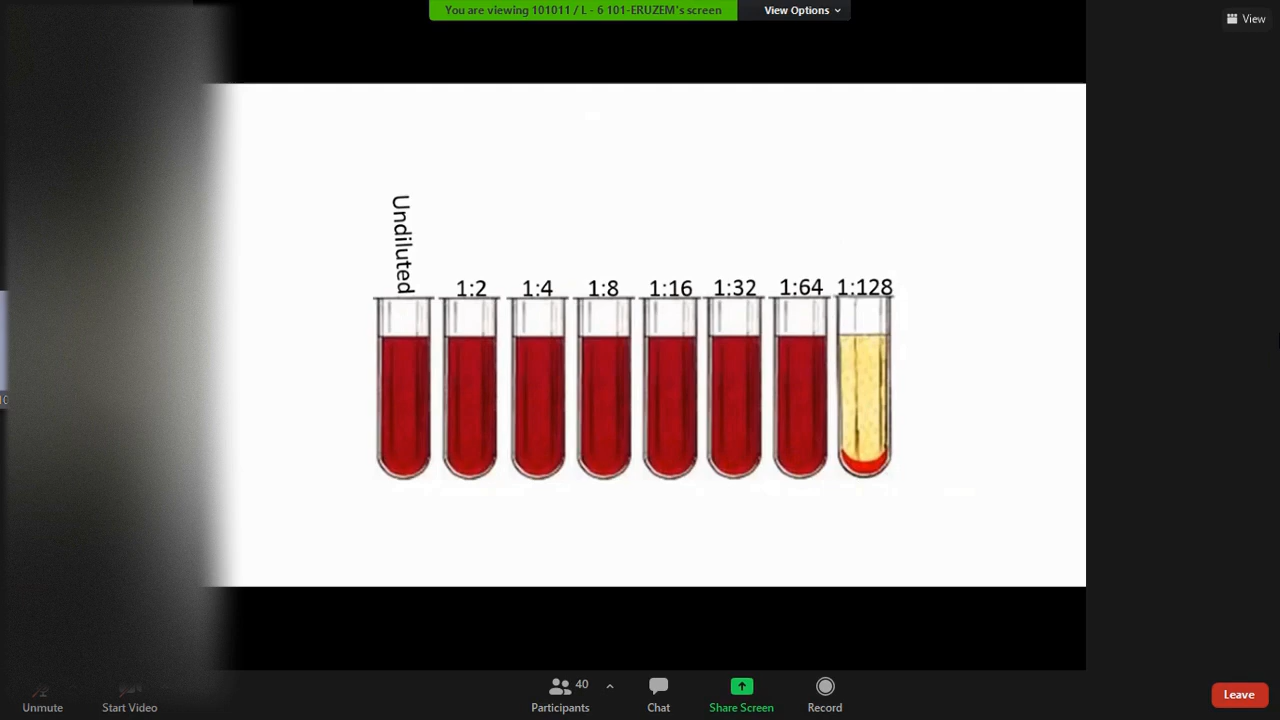 You are viewing 101011 / L - 6 101-ERUZEM's screen
View Options
View
Undiluted
1:2 1:4 1:8 1:16 1:32 1:64 1:128
40
Unmute Start Video Participants Chat Share Screen Record Leave